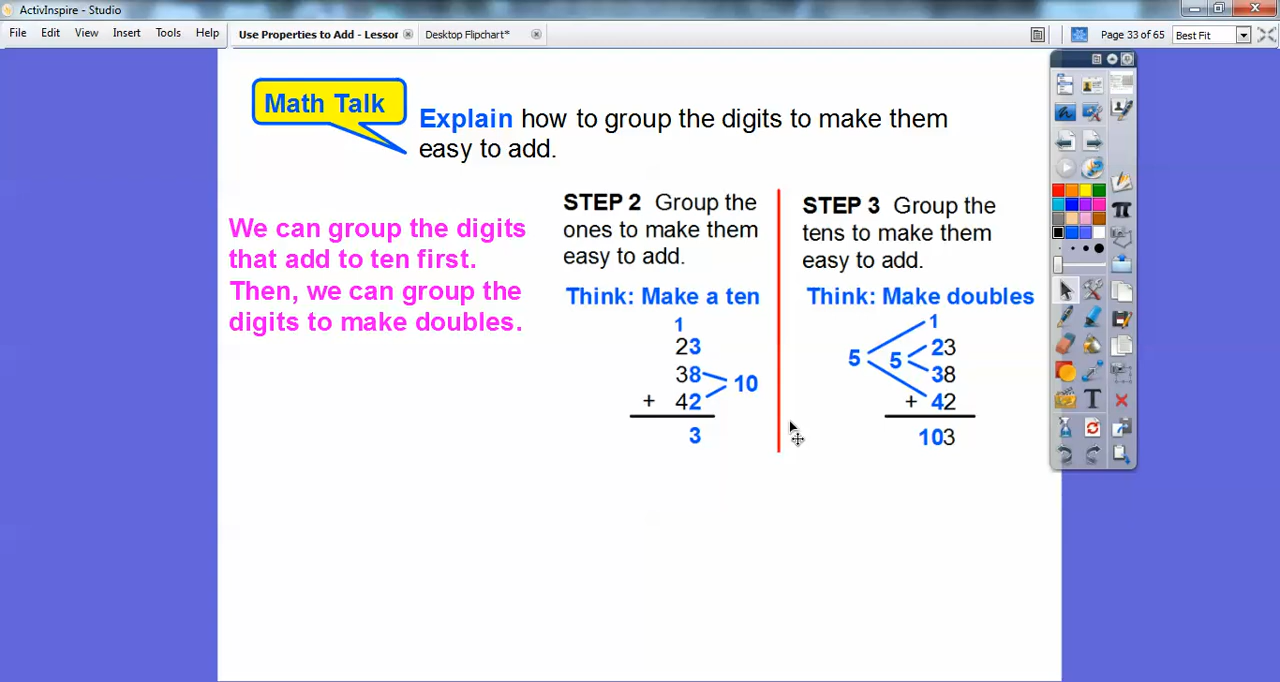 ActivInspire - Studio
File Edit View Insert Tools Help
Use Properties to Add - Lessor
Desktop Flipchart*
Page 33 of 65
Best Fit
Math Talk
Explain how to group the digits to make them
easy to add.
We can group the digits
that add to ten first.
Then, we can group the
digits to make doubles.
STEP 2 Group the
ones to make them
easy to add.
Think: Make a ten
1
23
38
10
+ 42
3
STEP 3 Group the
tens to make them
easy to add.
Think: Make doubles
1
23
5 5
38
+ 42
103